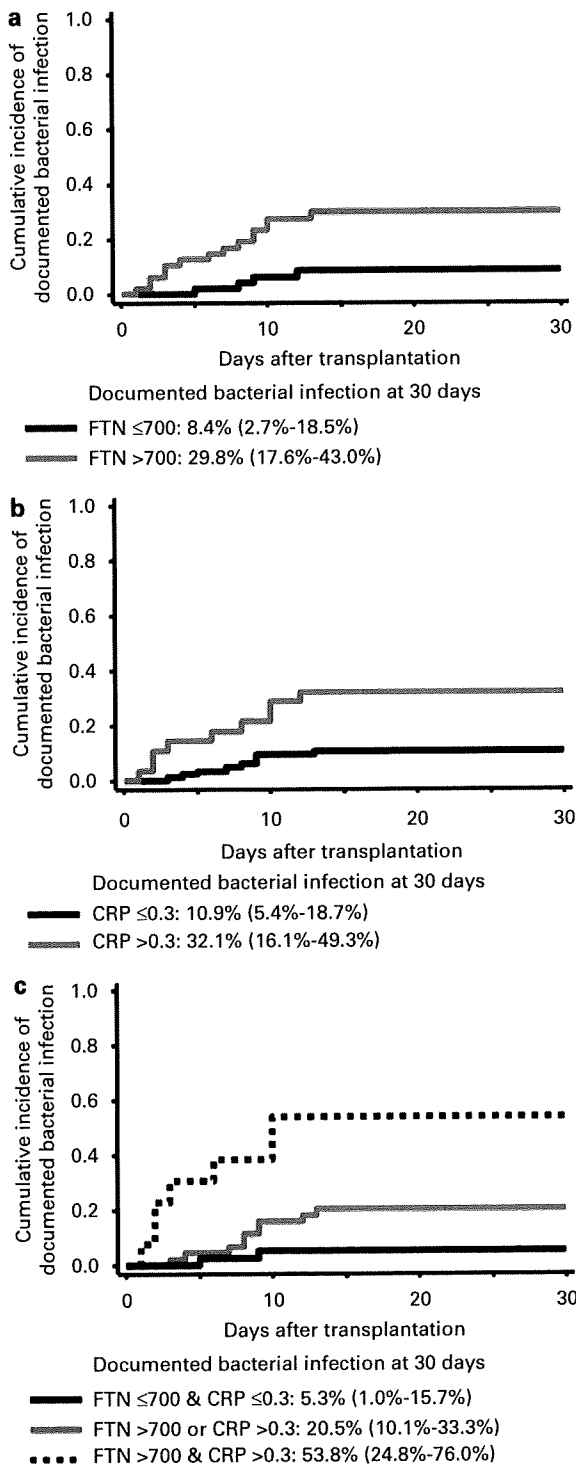 a
Cumulative incidence of
documented bacterial infection
1.0
0.8
0.6
0.4
0.2
0.0
0 10 20 30
Days after transplantation
Documented bacterial infection at 30 days
FTN ≤700: 8.4% (2.7%-18.5%)
FTN >700: 29.8% (17.6%-43.0%)
b
Cumulative incidence of
documented bacterial infection
1.0
0.8
0.6
0.4
0.2
0.0
0 10 20 30
Days after transplantation
Documented bacterial infection at 30 days
CRP ≤0.3: 10.9% (5.4%-18.7%)
CRP >0.3: 32.1% (16.1%-49.3%)
c
Cumulative incidence of
documented bacterial infection
1.0
0.8
0.6
0.4
0.2
0.0
0 10 20 30
Days after transplantation
Documented bacterial infection at 30 days
FTN ≤700 & CRP ≤0.3: 5.3% (1.0%-15.7%)
FTN >700 or CRP >0.3: 20.5% (10.1%-33.3%)
FTN >700 & CRP >0.3: 53.8% (24.8%-76.0%)